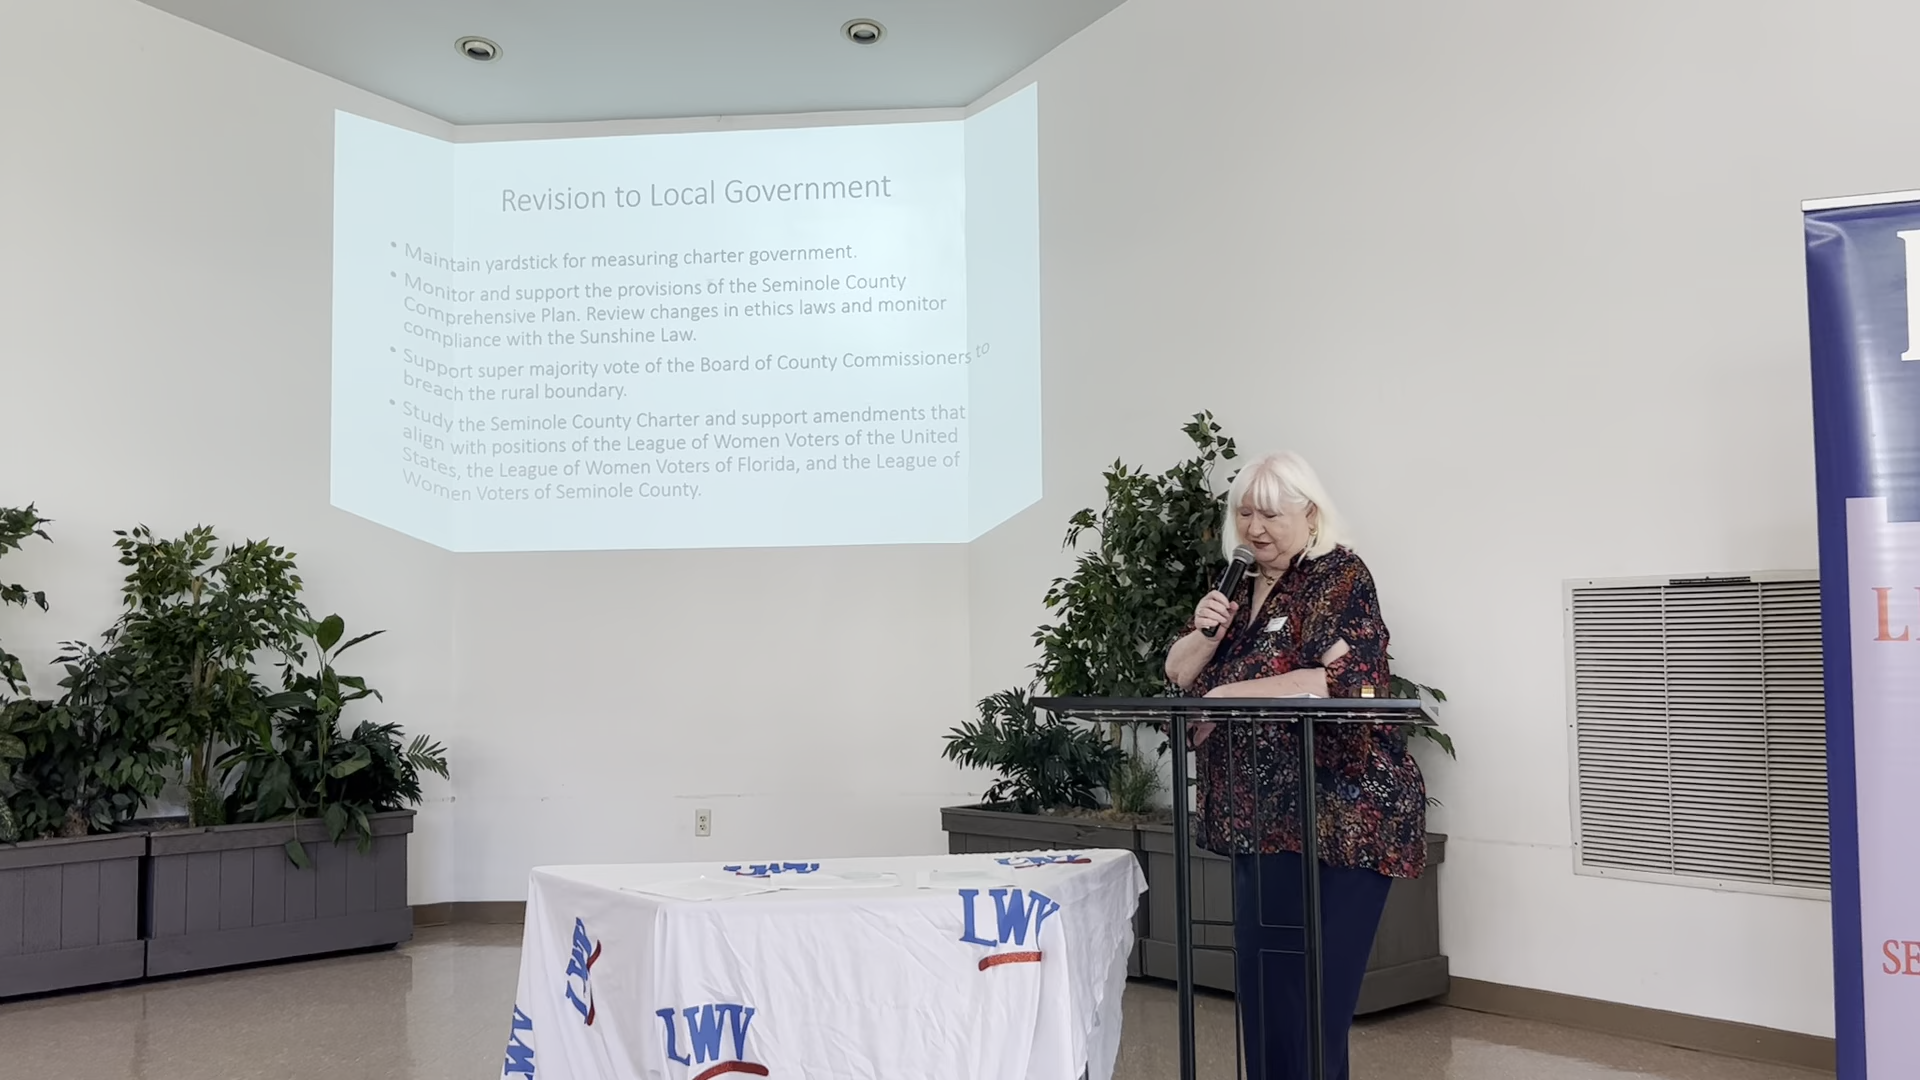 Revision to Local Government
• Maintain yardstick for measuring charter government.
• Monitor and support the provisions of the Seminole County
Comprehensive Plan. Review changes in ethics laws and monitor
compliance with the Sunshine Law.
• Support super majority vote of the Board of County Commissioners to
breach the rural boundary.
• Study the Seminole County Charter and support amendments that
align with positions of the League of Women Voters of the United
States, the League of Women Voters of Florida, and the League of
Women Voters of Seminole County.
LWV
LWV
LWV
LWV
LWV
LWV
SE